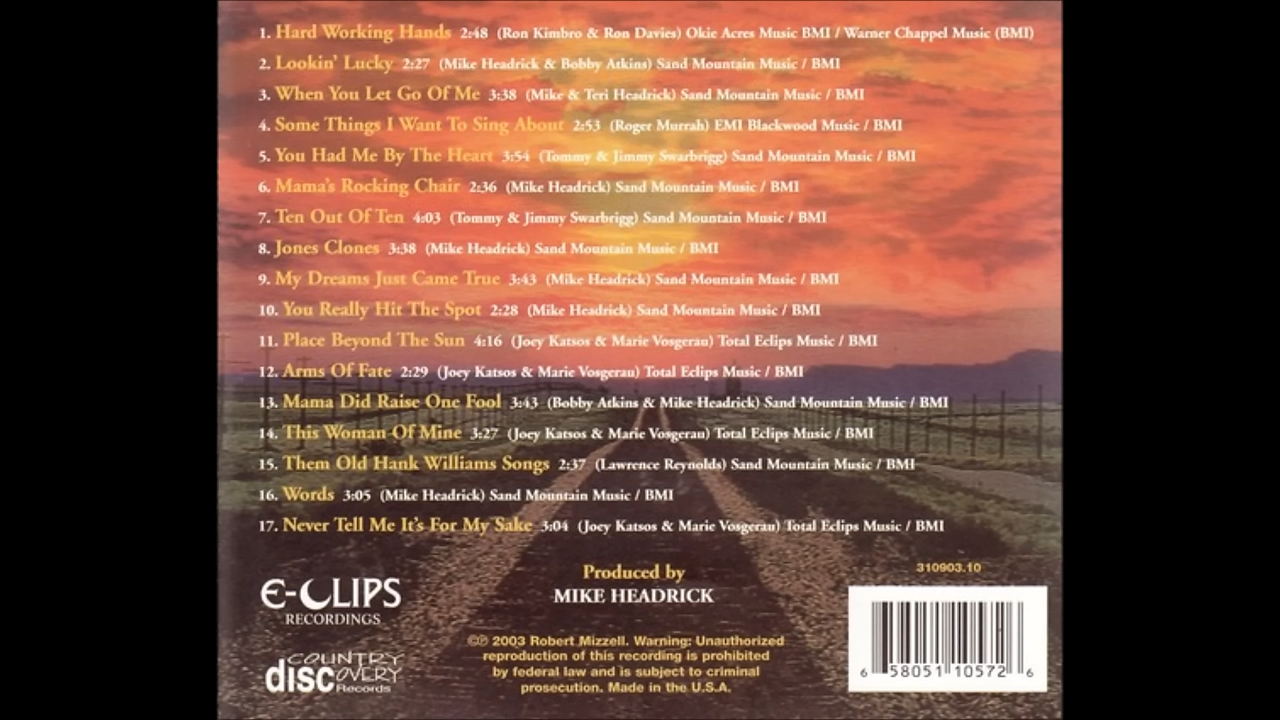 1. Hard Working Hands 2:48 (Ron Kimbro & Ron Davies) Okie Acres Music BMI / Warner Chappel Music (BMI)
2. Lookin' Lucky 2:27 (Mike Headrick & Bobby Atkins) Sand Mountain Music / BMI
3. When You Let Go Of Me 3:38 (Mike & Teri Headrick) Sand Mountain Music / BMI
4. Some Things I Want To Sing About 2:53 (Roger Murrah) EMI Blackwood Music / BMI
5. You Had Me By The Heart 3:54 (Tommy & Jimmy Swarbrigg) Sand Mountain Music / BMI
6. Mama's Rocking Chair 2:36 (Mike Headrick) Sand Mountain Music / BMI
7. Ten Out Of Ten 4:03 (Tommy & Jimmy Swarbrigg) Sand Mountain Music / BMI
8. Jones Clones 3:38 (Mike Headrick) Sand Mountain Music / BMI
9. My Dreams Just Came True 3:43 (Mike Headrick) Sand Mountain Music / BMI
10. You Really Hit The Spot 2:28 (Mike Headrick) Sand Mountain Music / BMI
11. Place Beyond The Sun 4:16 (Joey Katsos & Marie Vosgerau) Total Eclips Music / BMI
12. Arms Of Fate 2:29 (Joey Katsos & Marie Vosgerau) Total Eclips Music / BMI
13. Mama Did Raise One Fool 3:43 (Bobby Atkins & Mike Headrick) Sand Mountain Music / BMI
14. This Woman Of Mine 3:27 (Joey Katsos & Marie Vosgerau) Total Eclips Music / BMI
15. Them Old Hank Williams Songs 2:37 (Lawrence Reynolds) Sand Mountain Music / BMI
16. Words 3:05 (Mike Headrick) Sand Mountain Music / BMI
17. Never Tell Me It's For My Sake 3:04 (Joey Katsos & Marie Vosgerau) Total Eclips Music / BMI
E-CLIPS
RECORDINGS
COUNTRY
discOVERY
Records
Produced by
MIKE HEADRICK
©℗ 2003 Robert Mizzell. Warning: Unauthorized
reproduction of this recording is prohibited
by federal law and is subject to criminal
prosecution. Made in the U.S.A.
310903.10
6 58051 10572 6